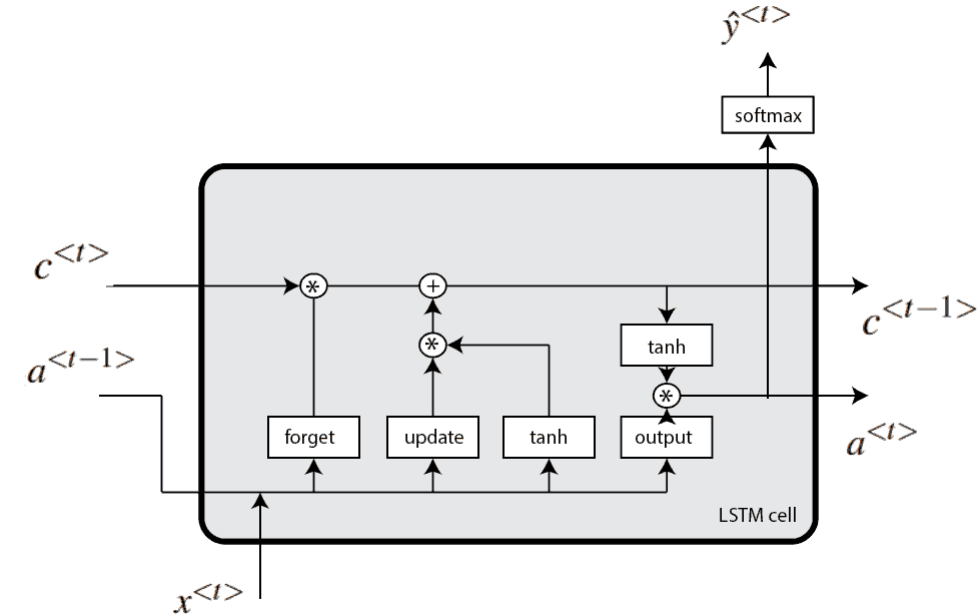 ŷ<t>
softmax
c<t>
c<t−1>
tanh
a<t−1>
forget
update
tanh
output
a<t>
LSTM cell
x<t>
*
+
*
*